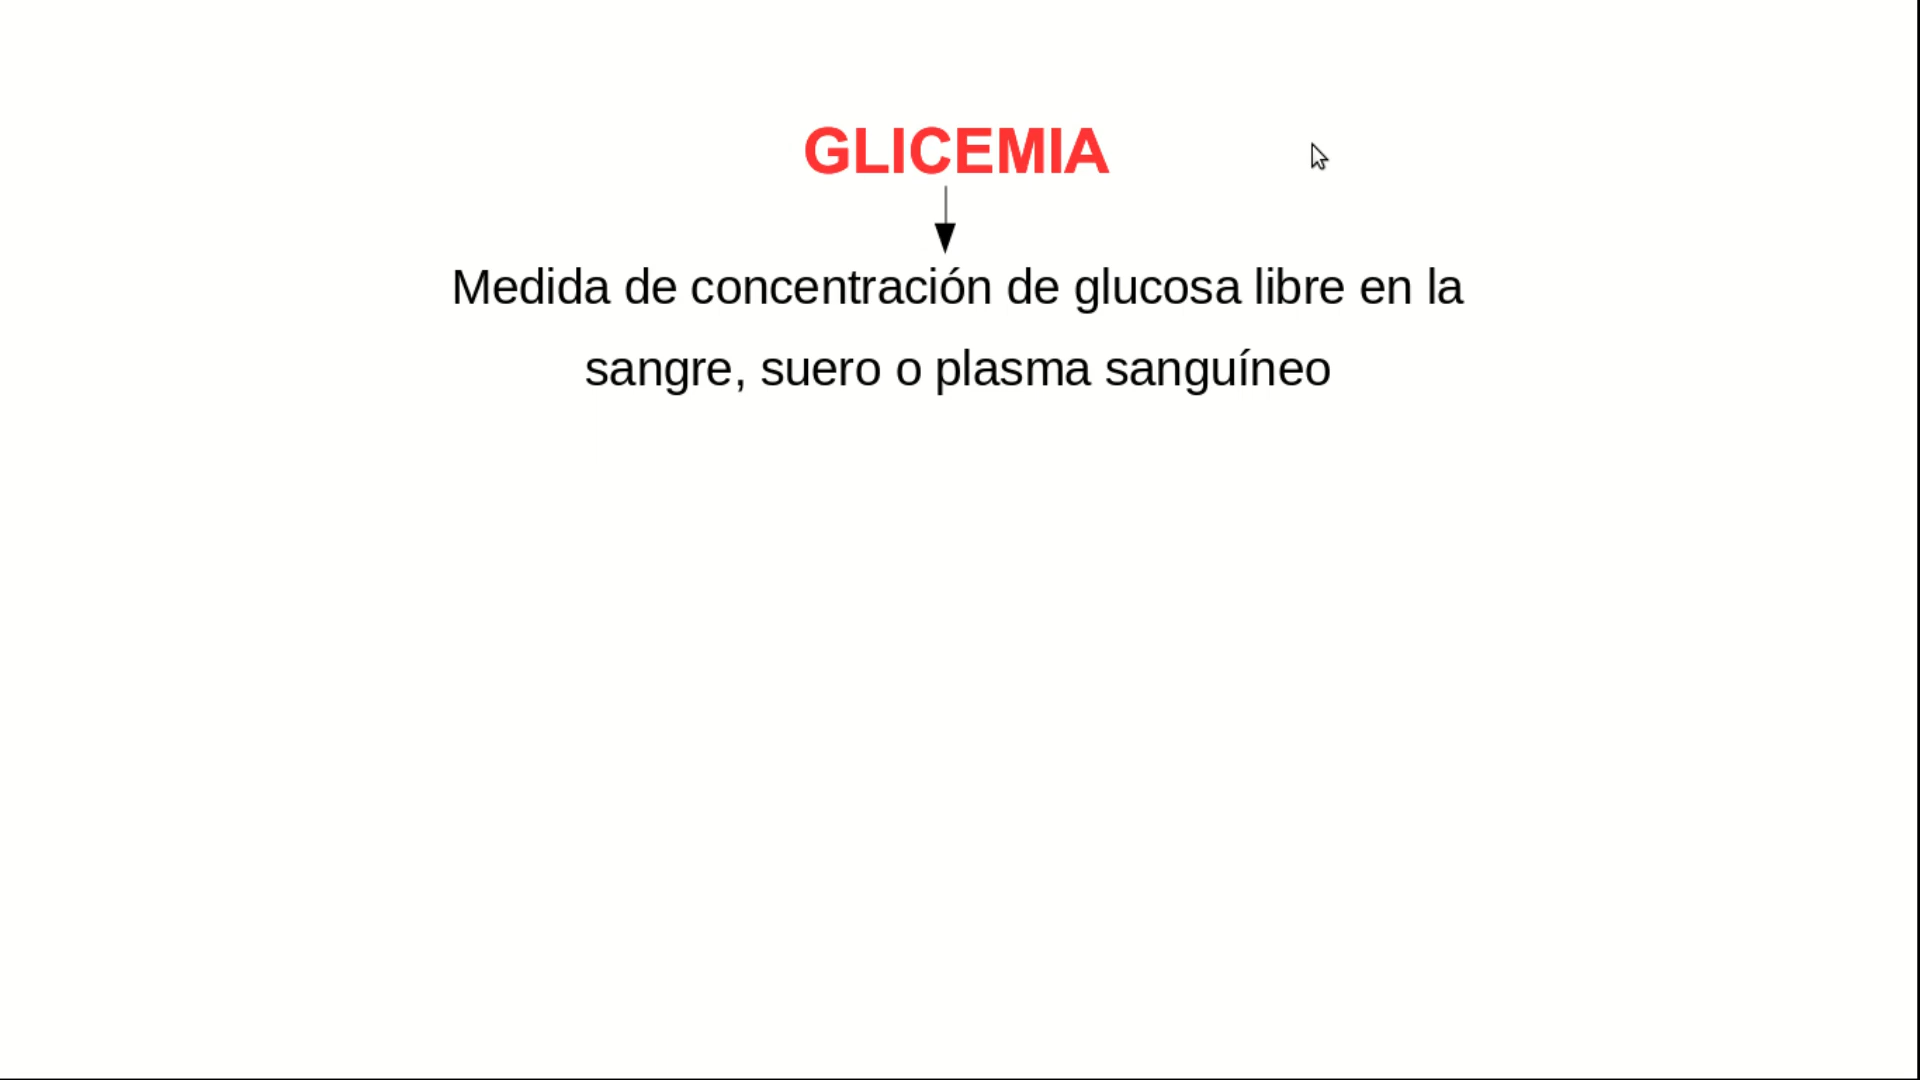 GLICEMIA
Medida de concentración de glucosa libre en la
sangre, suero o plasma sanguíneo